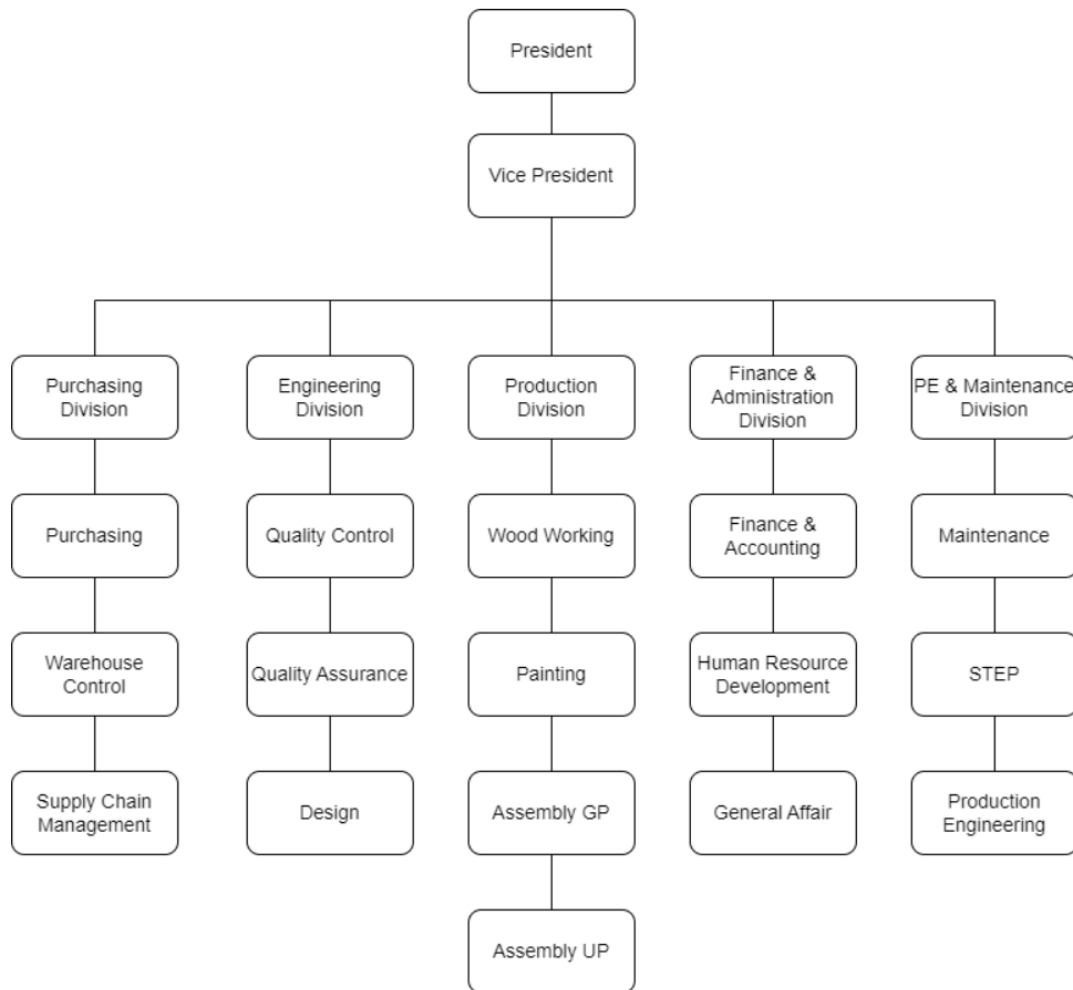 President
Vice President
Purchasing
Division
Engineering
Division
Production
Division
Finance &
Administration
Division
PE & Maintenance
Division
Purchasing
Quality Control
Wood Working
Finance &
Accounting
Maintenance
Warehouse
Control
Quality Assurance
Painting
Human Resource
Development
STEP
Supply Chain
Management
Design
Assembly GP
General Affair
Production
Engineering
Assembly UP